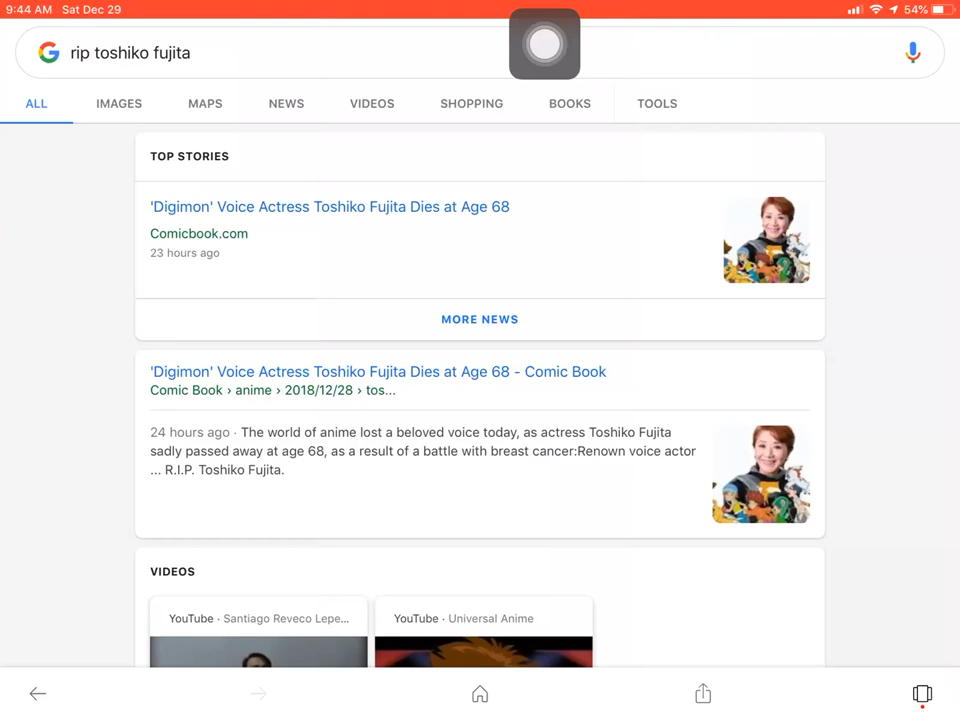 9:44 AM Sat Dec 29 54%
rip toshiko fujita
ALL IMAGES MAPS NEWS VIDEOS SHOPPING BOOKS TOOLS
TOP STORIES
'Digimon' Voice Actress Toshiko Fujita Dies at Age 68
Comicbook.com
23 hours ago
MORE NEWS
'Digimon' Voice Actress Toshiko Fujita Dies at Age 68 - Comic Book
Comic Book › anime › 2018/12/28 › tos...
24 hours ago · The world of anime lost a beloved voice today, as actress Toshiko Fujita
sadly passed away at age 68, as a result of a battle with breast cancer:Renown voice actor
... R.I.P. Toshiko Fujita.
VIDEOS
YouTube · Santiago Reveco Lepe... YouTube · Universal Anime